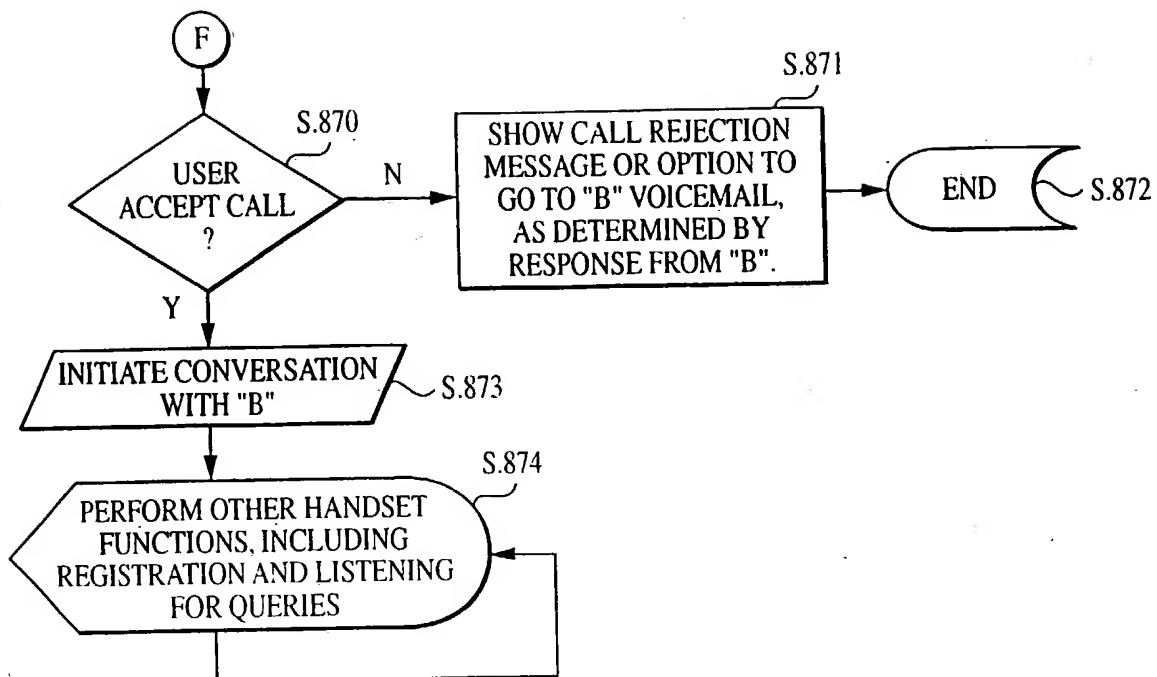 F
S.870
USER
ACCEPT CALL
?
N
Y
S.871
SHOW CALL REJECTION
MESSAGE OR OPTION TO
GO TO "B" VOICEMAIL,
AS DETERMINED BY
RESPONSE FROM "B".
END
S.872
INITIATE CONVERSATION
WITH "B"
S.873
S.874
PERFORM OTHER HANDSET
FUNCTIONS, INCLUDING
REGISTRATION AND LISTENING
FOR QUERIES